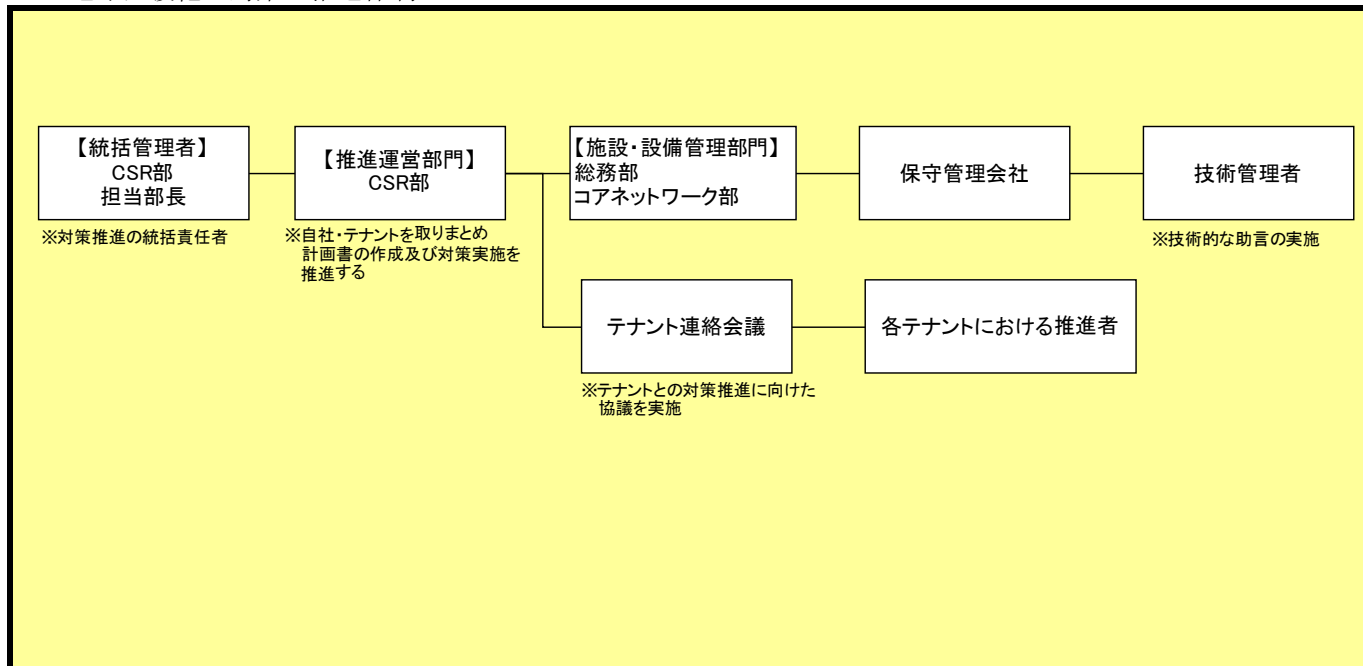 【統括管理者】
CSR部
担当部長
※対策推進の統括責任者
【推進運営部門】
CSR部
※自社・テナントを取りまとめ
計画書の作成及び対策実施を
推進する
【施設・設備管理部門】
総務部
コアネットワーク部
保守管理会社
技術管理者
※技術的な助言の実施
テナント連絡会議
※テナントとの対策推進に向けた
協議を実施
各テナントにおける推進者